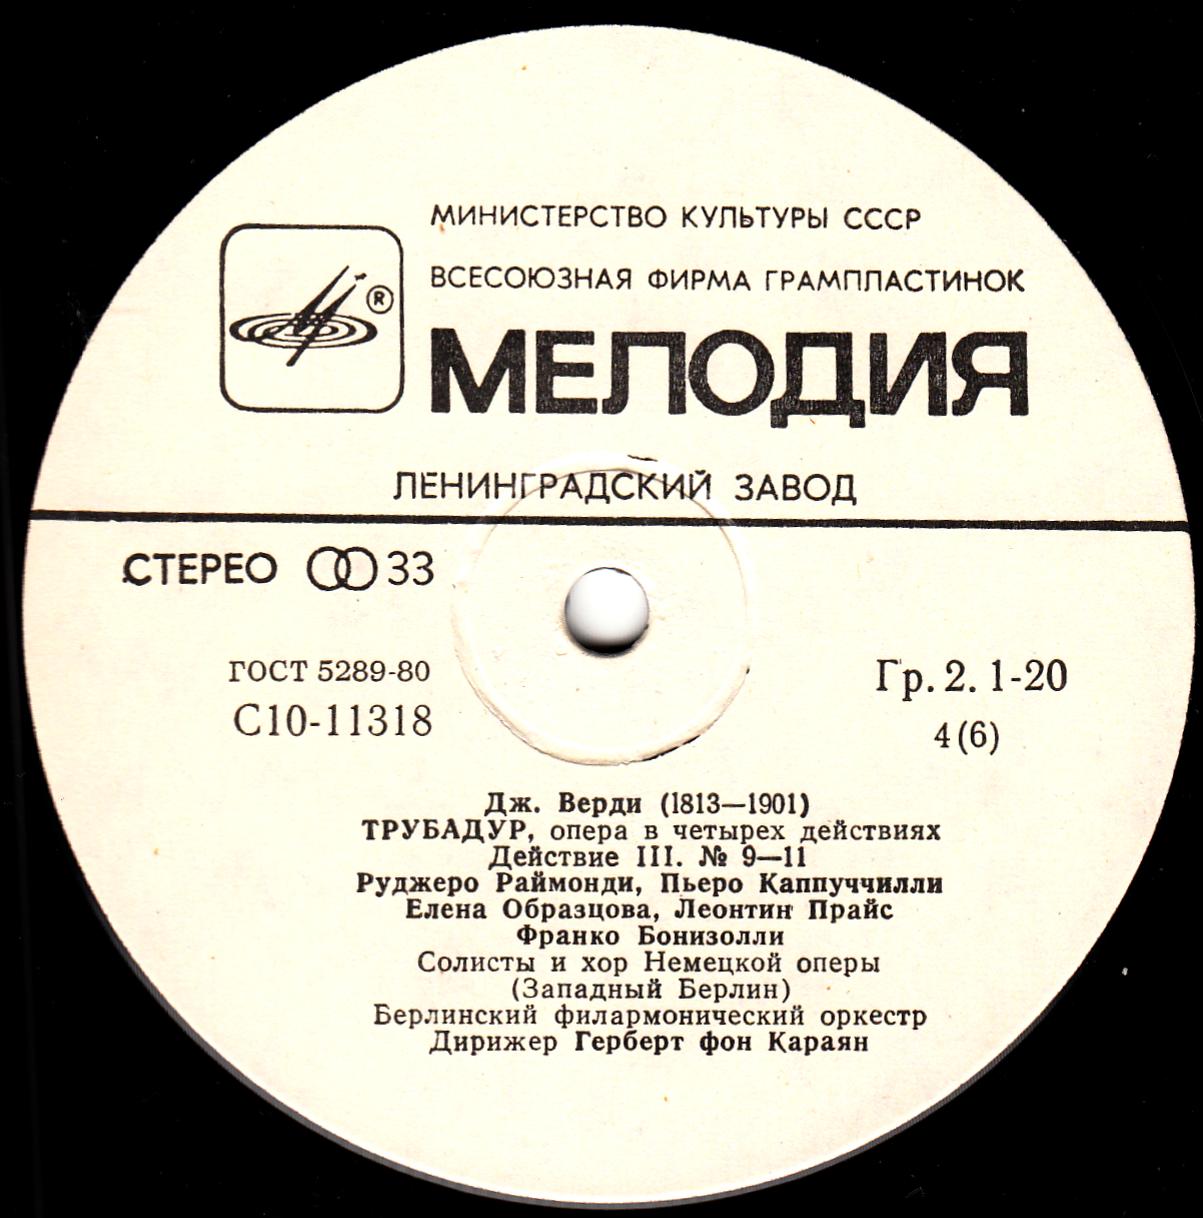 МИНИСТЕРСТВО КУЛЬТУРЫ СССР
ВСЕСОЮЗНАЯ ФИРМА ГРАМПЛАСТИНОК
®
МЕЛОДИЯ
ЛЕНИНГРАДСКИЙ ЗАВОД
СТЕРЕО 33
ГОСТ 5289-80
С10-11318
Гр. 2. 1-20
4(6)
Дж. Верди (1813—1901)
ТРУБАДУР, опера в четырех действиях
Действие III. № 9—11
Руджеро Раймонди, Пьеро Каппуччилли
Елена Образцова, Леонтин Прайс
Франко Бонизолли
Солисты и хор Немецкой оперы
(Западный Берлин)
Берлинский филармонический оркестр
Дирижер Герберт фон Караян